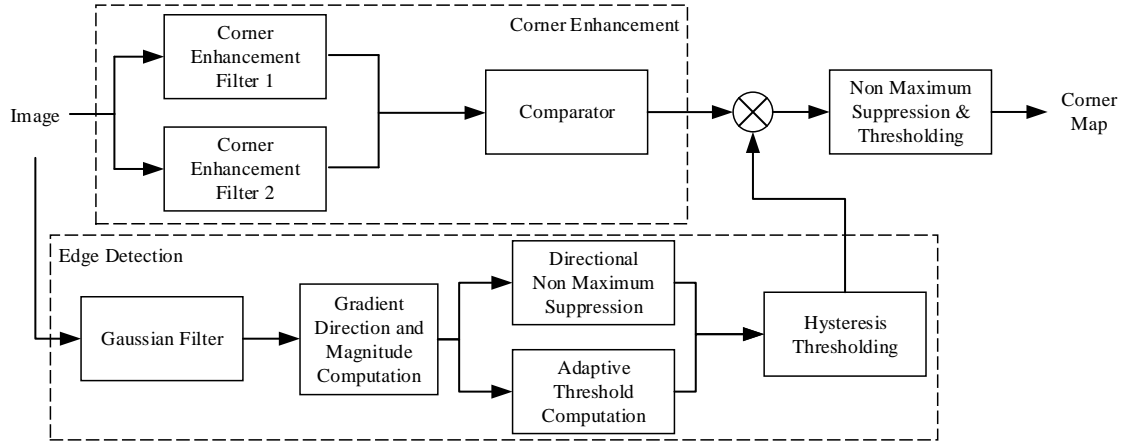 Corner Enhancement
Image
Corner
Enhancement
Filter 1
Corner
Enhancement
Filter 2
Comparator
Non Maximum
Suppression &
Thresholding
Corner
Map
Edge Detection
Gaussian Filter
Gradient
Direction and
Magnitude
Computation
Directional
Non Maximum
Suppression
Adaptive
Threshold
Computation
Hysteresis
Thresholding